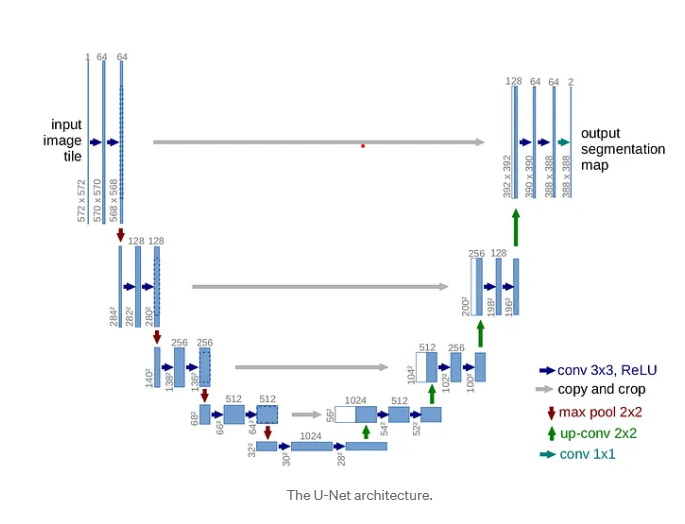 1 64 64
128 64 64 2
input
image
tile
output
segmentation
map
572 x 572
570 x 570
568 x 568
392 x 392
390 x 390
388 x 388
388 x 388
128 128
256 128
284²
282²
280²
200²
198²
196²
256 256
512 256
140²
138²
136²
104²
102²
100²
512 512
1024 512
68²
66²
64²
56²
54²
52²
1024
32²
30²
28²
conv 3x3, ReLU
copy and crop
max pool 2x2
up-conv 2x2
conv 1x1
The U-Net architecture.